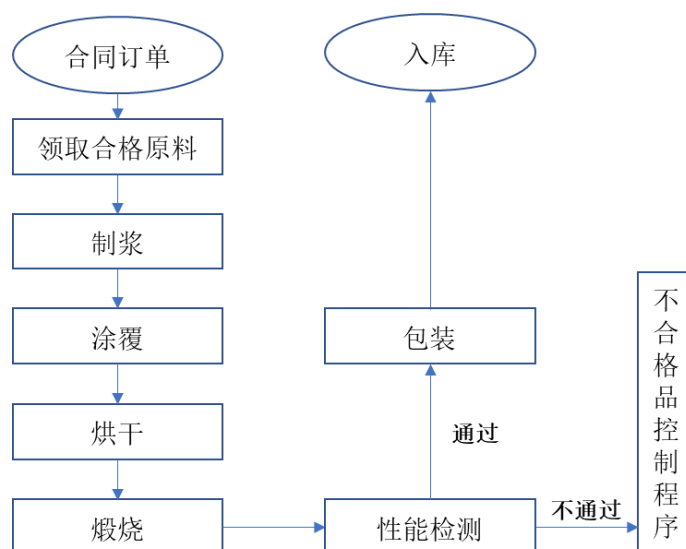 合同订单
领取合格原料
制浆
涂覆
烘干
煅烧
性能检测
通过
包装
入库
不通过
不合格品控制程序